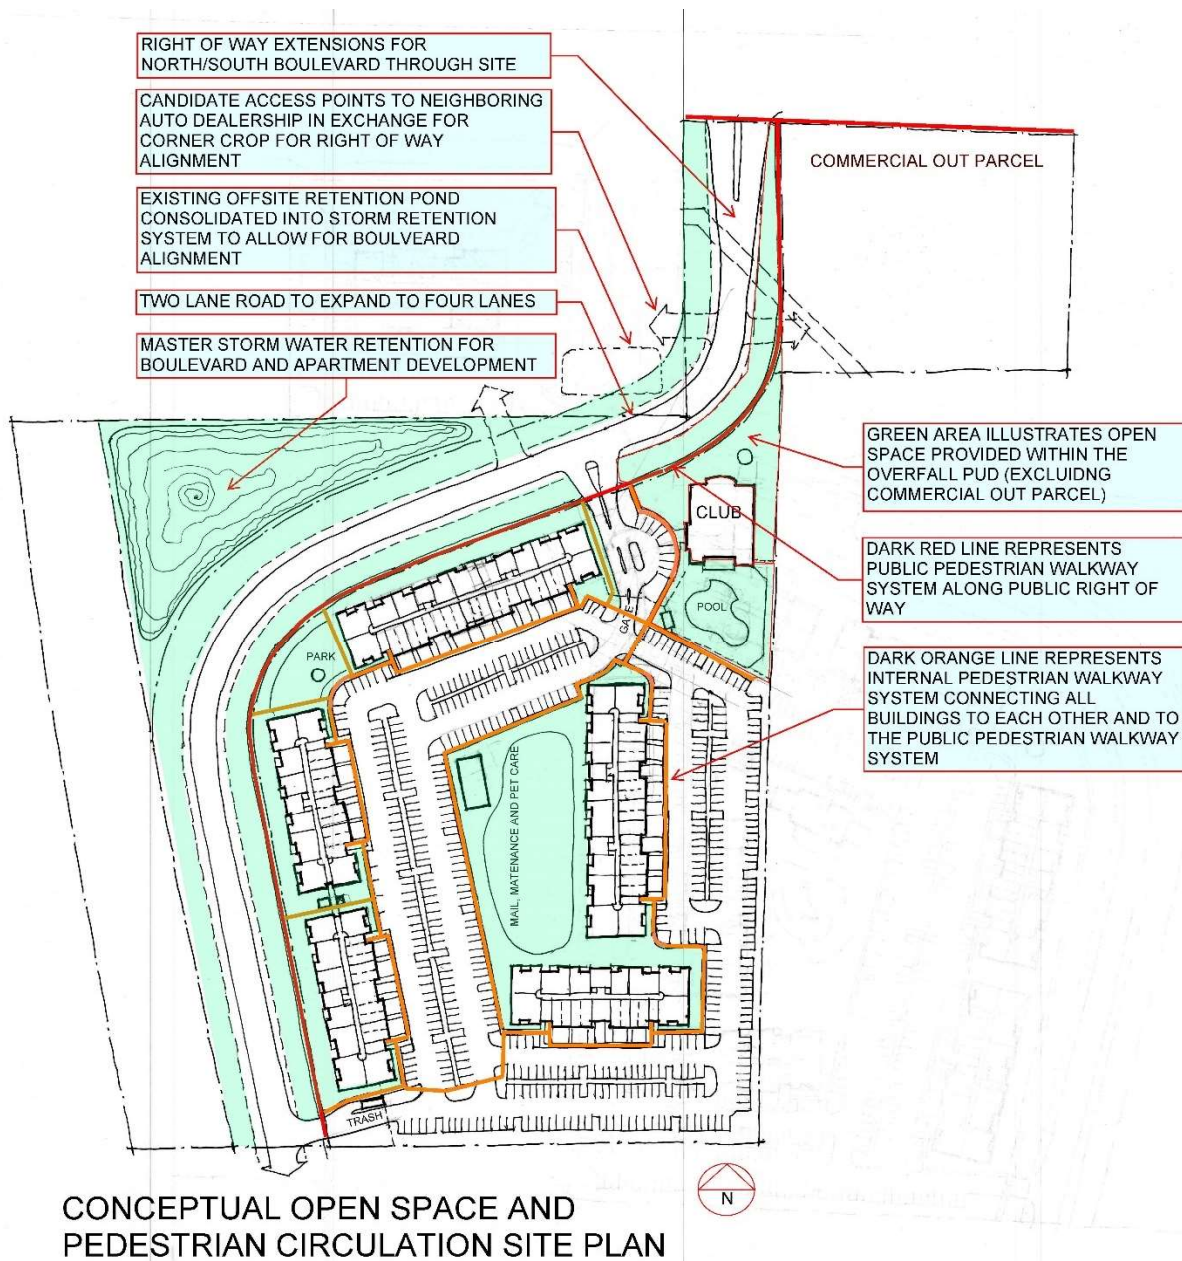 RIGHT OF WAY EXTENSIONS FOR
NORTH/SOUTH BOULEVARD THROUGH SITE
CANDIDATE ACCESS POINTS TO NEIGHBORING
AUTO DEALERSHIP IN EXCHANGE FOR
CORNER CROP FOR RIGHT OF WAY
ALIGNMENT
EXISTING OFFSITE RETENTION POND
CONSOLIDATED INTO STORM RETENTION
SYSTEM TO ALLOW FOR BOULVEARD
ALIGNMENT
TWO LANE ROAD TO EXPAND TO FOUR LANES
MASTER STORM WATER RETENTION FOR
BOULEVARD AND APARTMENT DEVELOPMENT
COMMERCIAL OUT PARCEL
GREEN AREA ILLUSTRATES OPEN
SPACE PROVIDED WITHIN THE
OVERFALL PUD (EXCLUIDNG
COMMERCIAL OUT PARCEL)
CLUB
DARK RED LINE REPRESENTS
PUBLIC PEDESTRIAN WALKWAY
SYSTEM ALONG PUBLIC RIGHT OF
WAY
POOL
GATE
PARK
DARK ORANGE LINE REPRESENTS
INTERNAL PEDESTRIAN WALKWAY
SYSTEM CONNECTING ALL
BUILDINGS TO EACH OTHER AND TO
THE PUBLIC PEDESTRIAN WALKWAY
SYSTEM
MAIL, MATENANCE AND PET CARE
TRASH
N
CONCEPTUAL OPEN SPACE AND
PEDESTRIAN CIRCULATION SITE PLAN